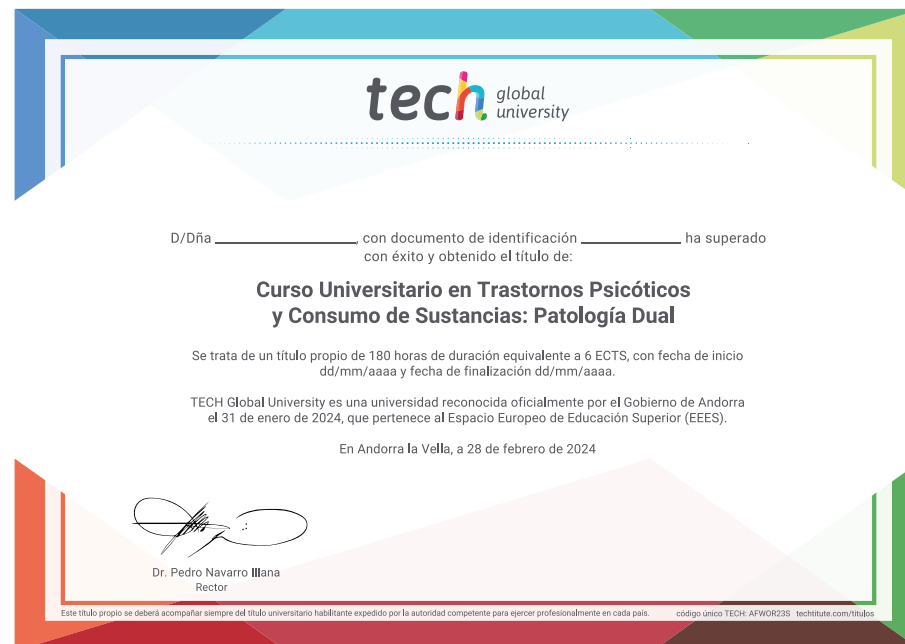 tech global university
D/Dña ____________________, con documento de identificación ______________ ha superado
con éxito y obtenido el título de:
Curso Universitario en Trastornos Psicóticos
y Consumo de Sustancias: Patología Dual
Se trata de un título propio de 180 horas de duración equivalente a 6 ECTS, con fecha de inicio
dd/mm/aaaa y fecha de finalización dd/mm/aaaa.
TECH Global University es una universidad reconocida oficialmente por el Gobierno de Andorra
el 31 de enero de 2024, que pertenece al Espacio Europeo de Educación Superior (EEES).
En Andorra la Vella, a 28 de febrero de 2024
Dr. Pedro Navarro Illana
Rector
Este título propio se deberá acompañar siempre del título universitario habilitante expedido por la autoridad competente para ejercer profesionalmente en cada país. código único TECH: AFWOR23S techtitute.com/titulos